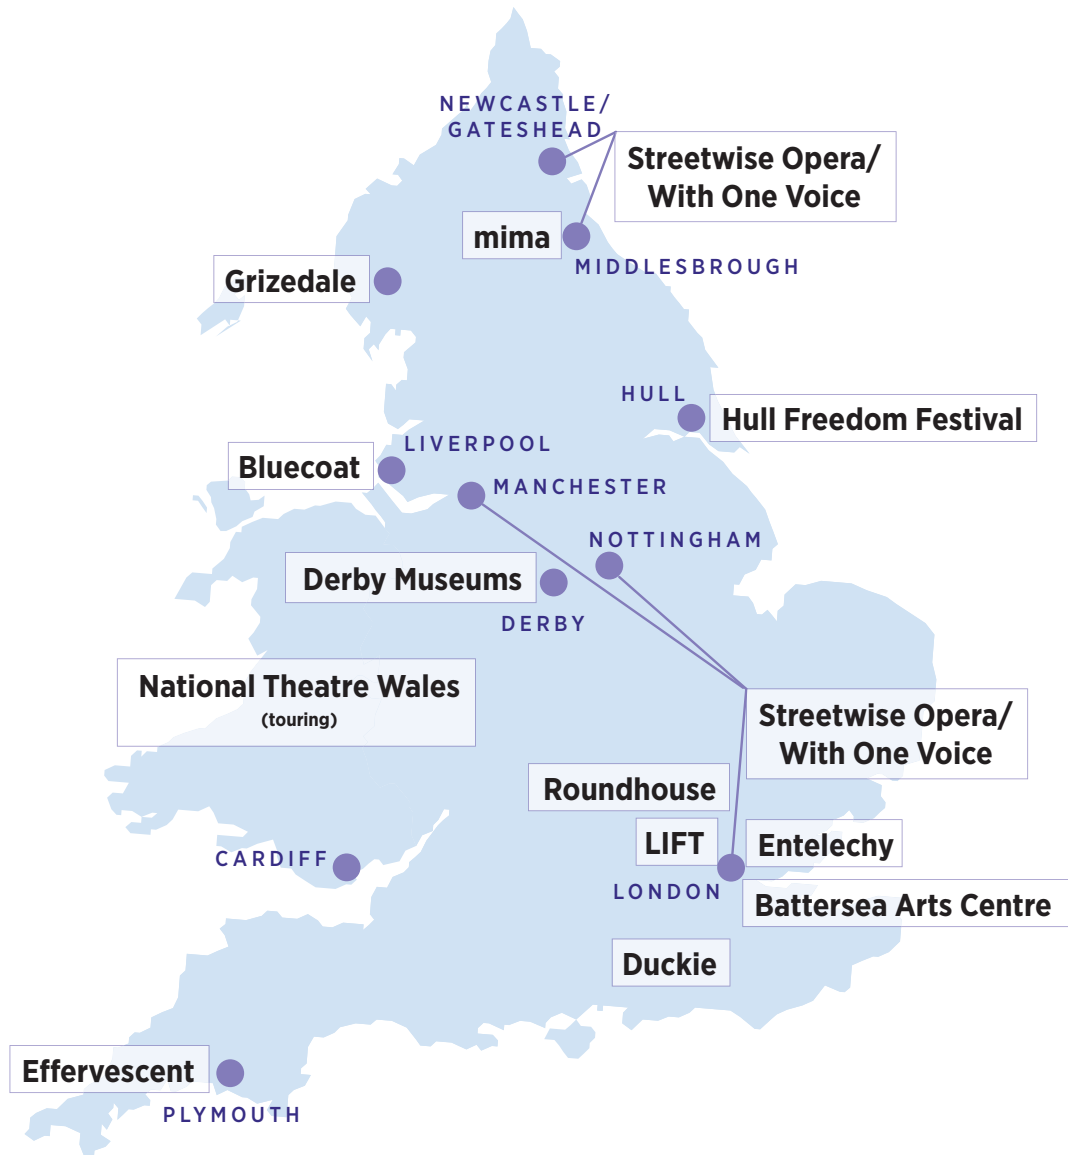 NEWCASTLE/
GATESHEAD
Streetwise Opera/
With One Voice
mima
MIDDLESBROUGH
Grizedale
HULL
Hull Freedom Festival
LIVERPOOL
Bluecoat
MANCHESTER
NOTTINGHAM
Derby Museums
DERBY
National Theatre Wales
(touring)
Streetwise Opera/
With One Voice
Roundhouse
LIFT
Entelechy
CARDIFF
LONDON
Battersea Arts Centre
Duckie
Effervescent
PLYMOUTH